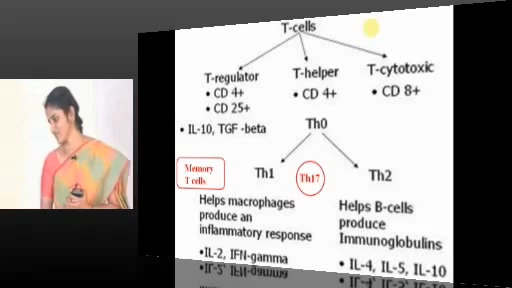 T-cells
T-regulator
• CD 4+
• CD 25+
• IL-10, TGF -beta
T-helper
• CD 4+
T-cytotoxic
• CD 8+
Th0
Memory
T cells
Th1
Th17
Th2
Helps macrophages
produce an
inflammatory response
•IL-2, IFN-gamma
Helps B-cells
produce
Immunoglobulins
• IL-4, IL-5, IL-10